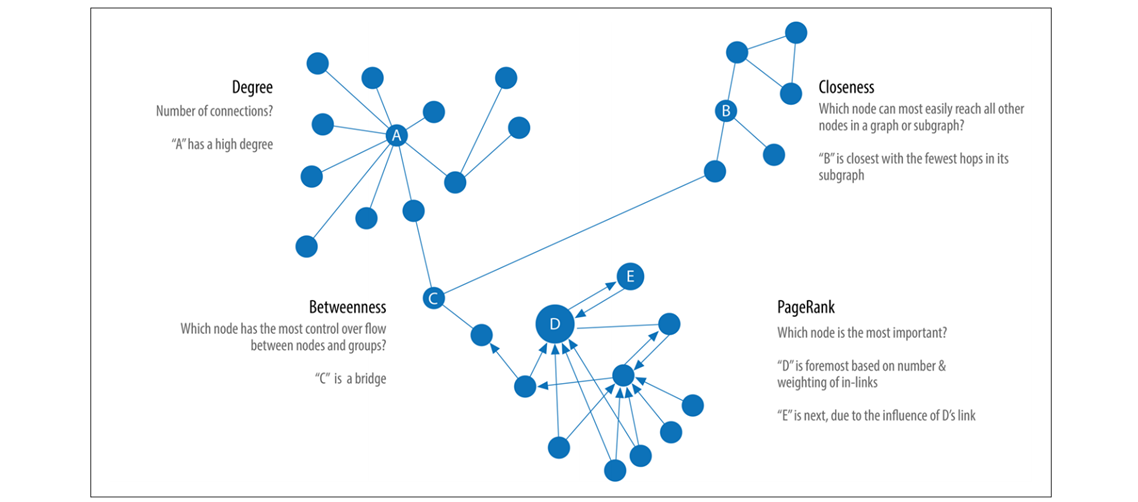 Degree
Number of connections?
“A” has a high degree
A
B
Closeness
Which node can most easily reach all other
nodes in a graph or subgraph?
“B” is closest with the fewest hops in its
subgraph
Betweenness
Which node has the most control over flow
between nodes and groups?
“C” is a bridge
C
D
E
PageRank
Which node is the most important?
“D” is foremost based on number &
weighting of in-links
“E” is next, due to the influence of D’s link